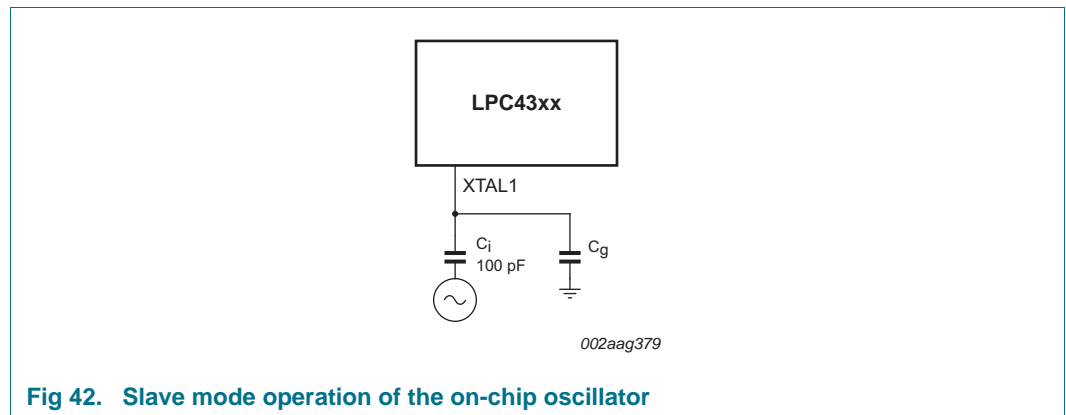 LPC43xx
XTAL1
Ci
100 pF
Cg
002aag379
Fig 42. Slave mode operation of the on-chip oscillator